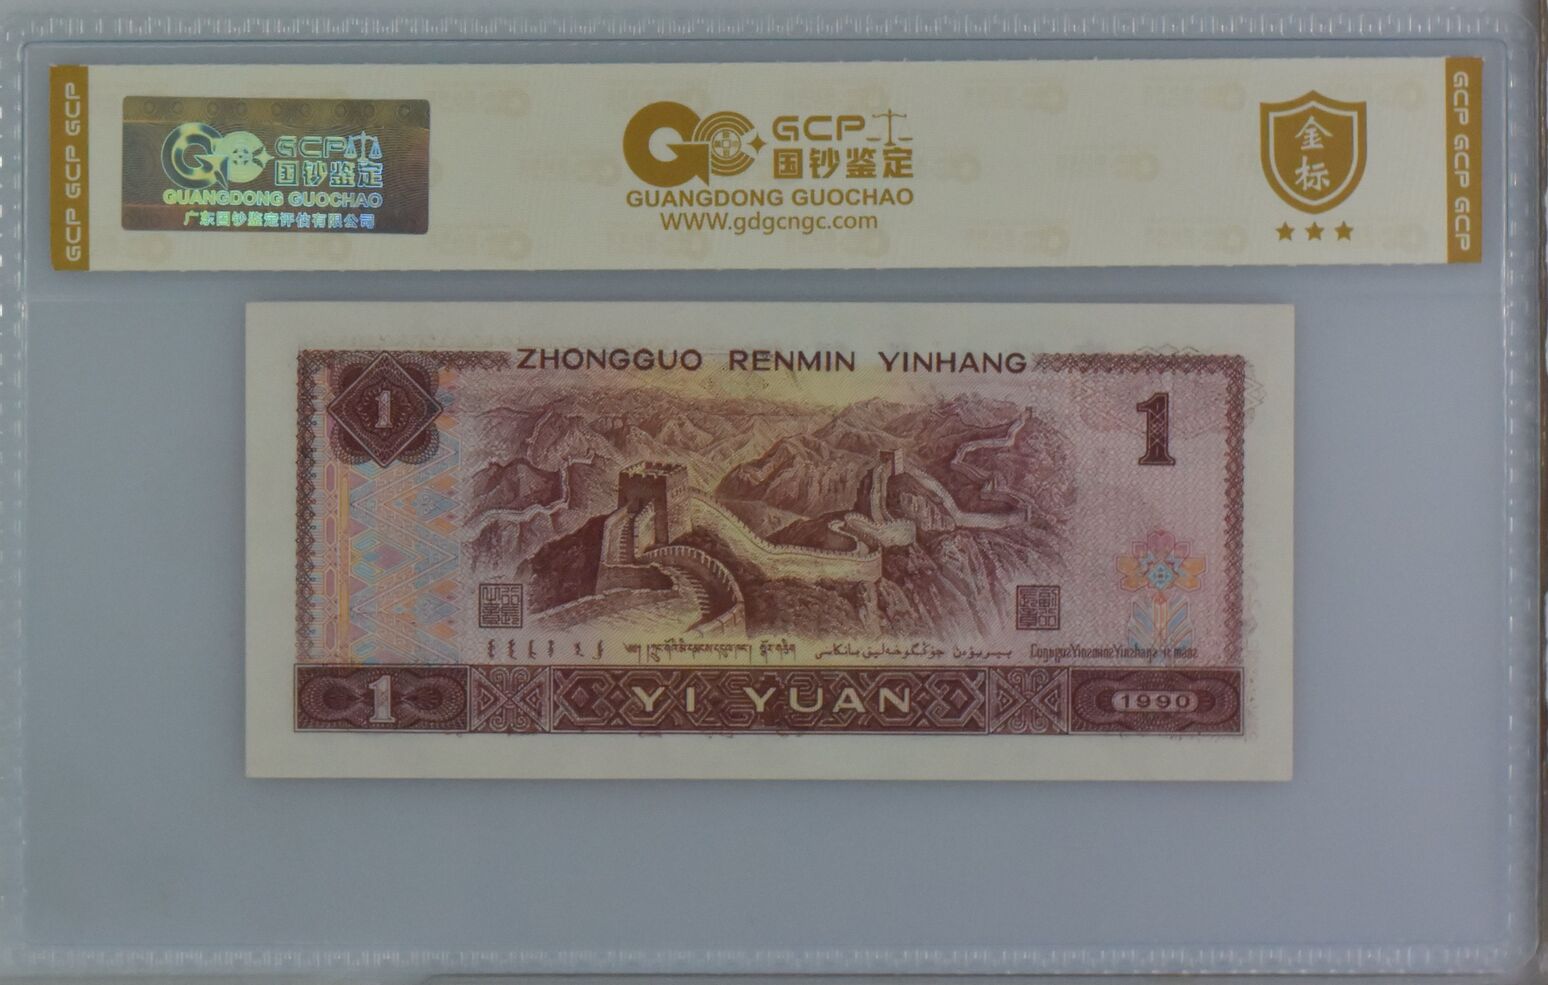 GCP GCP GCP
GCP
国钞鉴定
GUANGDONG GUOCHAO
广东国钞鉴定评估有限公司
GCP
国钞鉴定
GUANGDONG GUOCHAO
WWW.gdgcngc.com
金标
GCP GCP GCP
ZHONGGUO RENMIN YINHANG
1
1
1
YI YUAN
1990